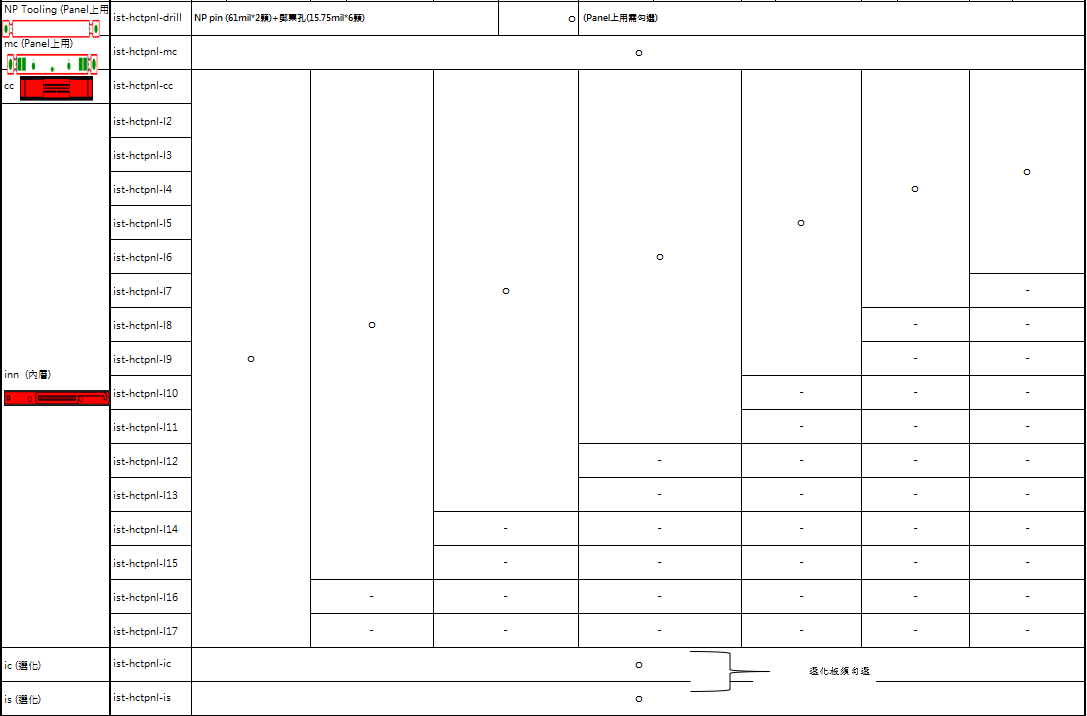 NP Tooling (Panel上用
ist-hctpnl-drill NP pin (61mil*2顆)+鉚票孔(15.75mil*6顆) O (Panel上用需勾選)
mc (Panel上用)
ist-hctpnl-mc O
cc ist-hctpnl-cc
ist-hctpnl-l2
ist-hctpnl-l3
O
ist-hctpnl-l4 O
ist-hctpnl-l5 O
ist-hctpnl-l6 O
ist-hctpnl-l7 O -
ist-hctpnl-l8 O - -
ist-hctpnl-l9 O - -
inn (內層)
ist-hctpnl-l10 - - -
ist-hctpnl-l11 - - -
ist-hctpnl-l12 - - - -
ist-hctpnl-l13 - - - -
ist-hctpnl-l14 - - - - -
ist-hctpnl-l15 - - - - -
ist-hctpnl-l16 - - - - - -
ist-hctpnl-l17 - - - - - -
ic (選化) ist-hctpnl-ic O
選化板須勾選
is (選化) ist-hctpnl-is O